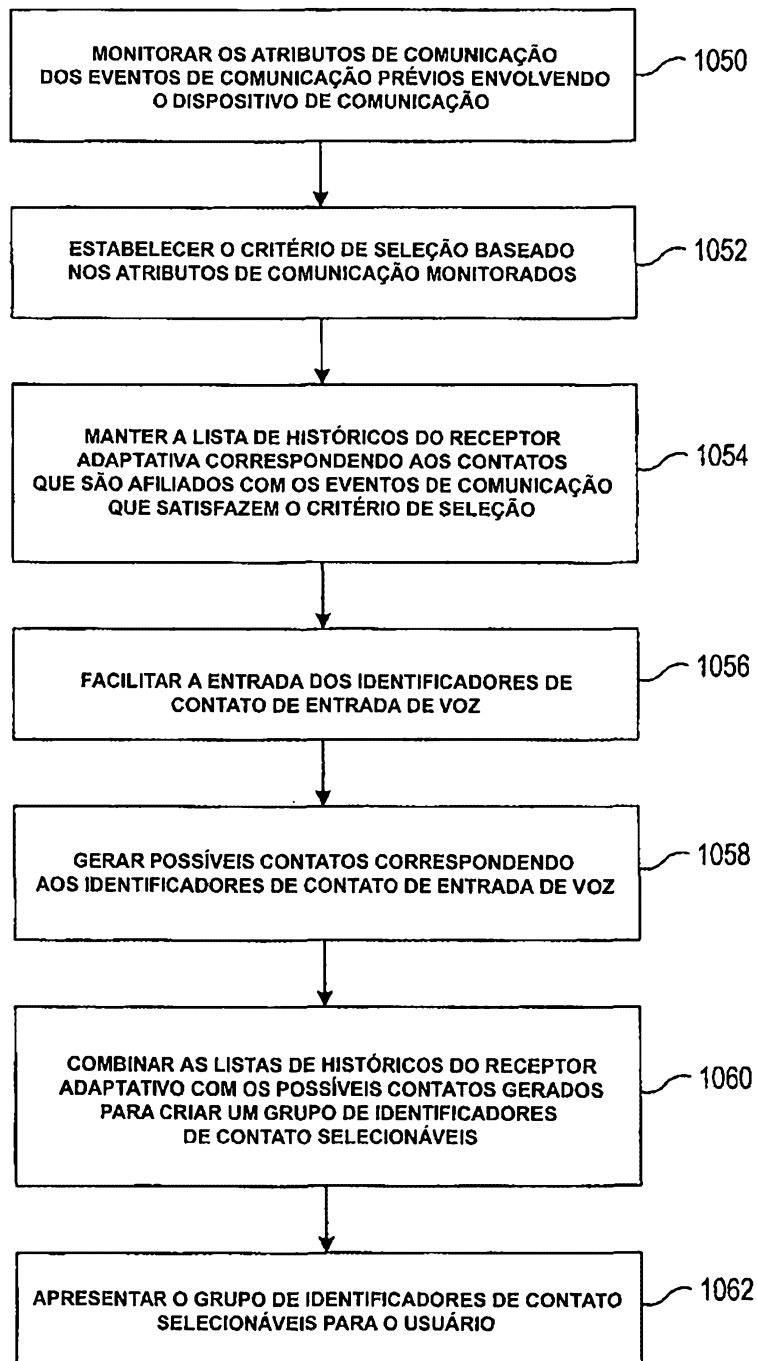 MONITORAR OS ATRIBUTOS DE COMUNICAÇÃO
DOS EVENTOS DE COMUNICAÇÃO PRÉVIOS ENVOLVENDO
O DISPOSITIVO DE COMUNICAÇÃO
1050
ESTABELECER O CRITÉRIO DE SELEÇÃO BASEADO
NOS ATRIBUTOS DE COMUNICAÇÃO MONITORADOS
1052
MANTER A LISTA DE HISTÓRICOS DO RECEPTOR
ADAPTATIVA CORRESPONDENDO AOS CONTATOS
QUE SÃO AFILIADOS COM OS EVENTOS DE COMUNICAÇÃO
QUE SATISFAZEM O CRITÉRIO DE SELEÇÃO
1054
FACILITAR A ENTRADA DOS IDENTIFICADORES DE
CONTATO DE ENTRADA DE VOZ
1056
GERAR POSSÍVEIS CONTATOS CORRESPONDENDO
AOS IDENTIFICADORES DE CONTATO DE ENTRADA DE VOZ
1058
COMBINAR AS LISTAS DE HISTÓRICOS DO RECEPTOR
ADAPTATIVO COM OS POSSÍVEIS CONTATOS GERADOS
PARA CRIAR UM GRUPO DE IDENTIFICADORES
DE CONTATO SELECIONÁVEIS
1060
APRESENTAR O GRUPO DE IDENTIFICADORES DE CONTATO
SELECIONÁVEIS PARA O USUÁRIO
1062